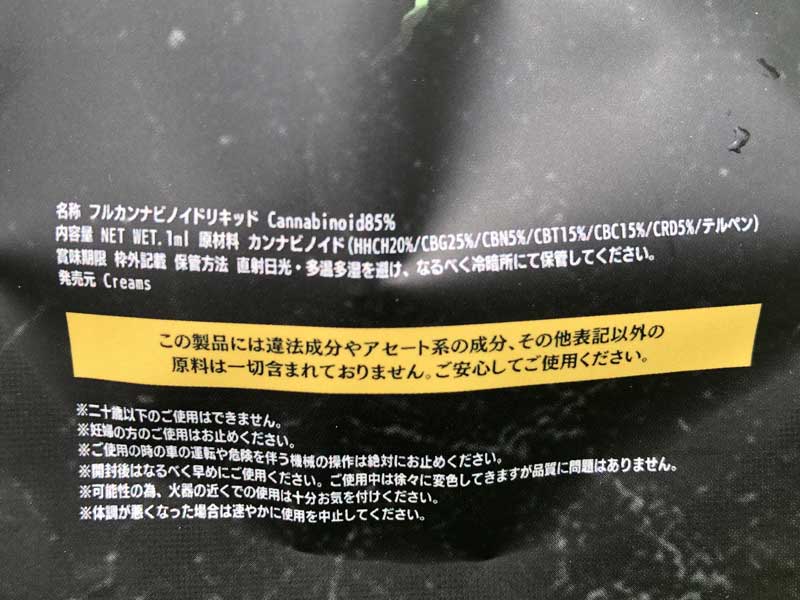 名称 フルカンナビノイドリキッド Cannabinoid85%
内容量 NET WET.1ml 原材料 カンナビノイド(HHCH20%/CBG25%/CBN5%/CBT15%/CBC15%/CRD5%/テルペン)
賞味期限 枠外記載 保管方法 直射日光・多温多湿を避け、なるべく冷暗所にて保管してください。
発売元 Creams
この製品には違法成分やアセート系の成分、その他表記以外の
原料は一切含まれておりません。ご安心してご使用ください。
※二十歳以下のご使用はできません。
※妊婦の方のご使用はお止めください。
※ご使用の時の車の運転や危険を伴う機械の操作は絶対にお止めください。
※開封後はなるべく早めにご使用ください。ご使用中は徐々に変色してきますが品質に問題はありません。
※可能性の為、火器の近くでの使用は十分お気を付けください。
※体調が悪くなった場合は速やかに使用を中止してください。